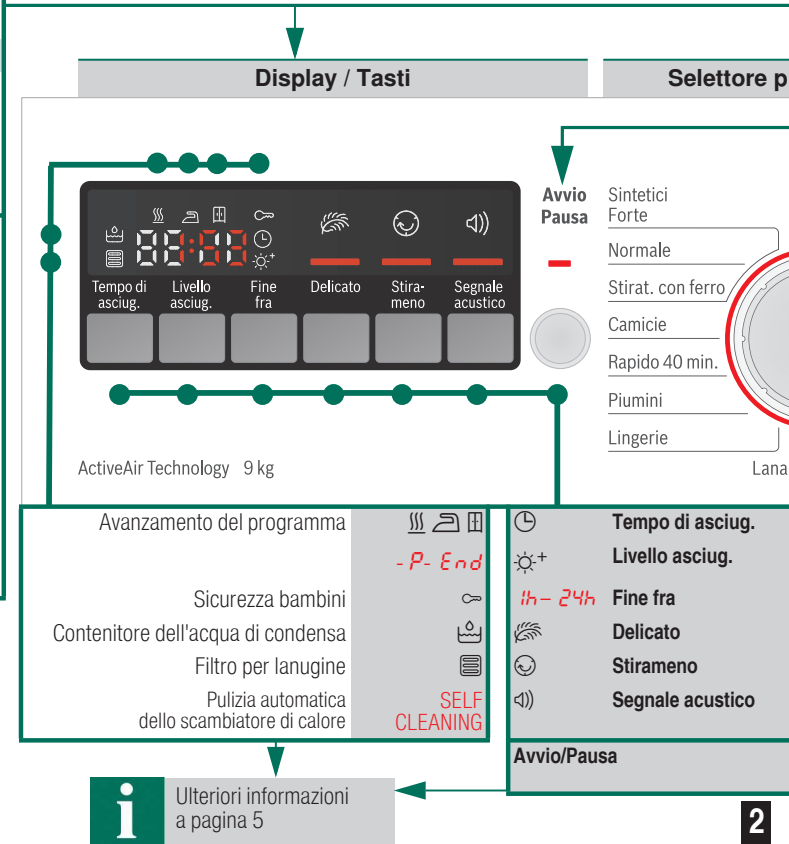 Display / Tasti
Selettore p
Avvio
Pausa
88:88
Tempo di
asciug.
Livello
asciug.
Fine
fra
Delicato
Stira-
meno
Segnale
acustico
Sintetici
Forte
Normale
Stirat. con ferro
Camicie
Rapido 40 min.
Piumini
Lingerie
Lana
ActiveAir Technology 9 kg
Avanzamento del programma
-P- End
Sicurezza bambini
Contenitore dell'acqua di condensa
Filtro per lanugine
Pulizia automatica
dello scambiatore di calore
SELF
CLEANING
Tempo di asciug.
Livello asciug.
1h – 24h Fine fra
Delicato
Stirameno
Segnale acustico
Avvio/Pausa
i
Ulteriori informazioni
a pagina 5
2